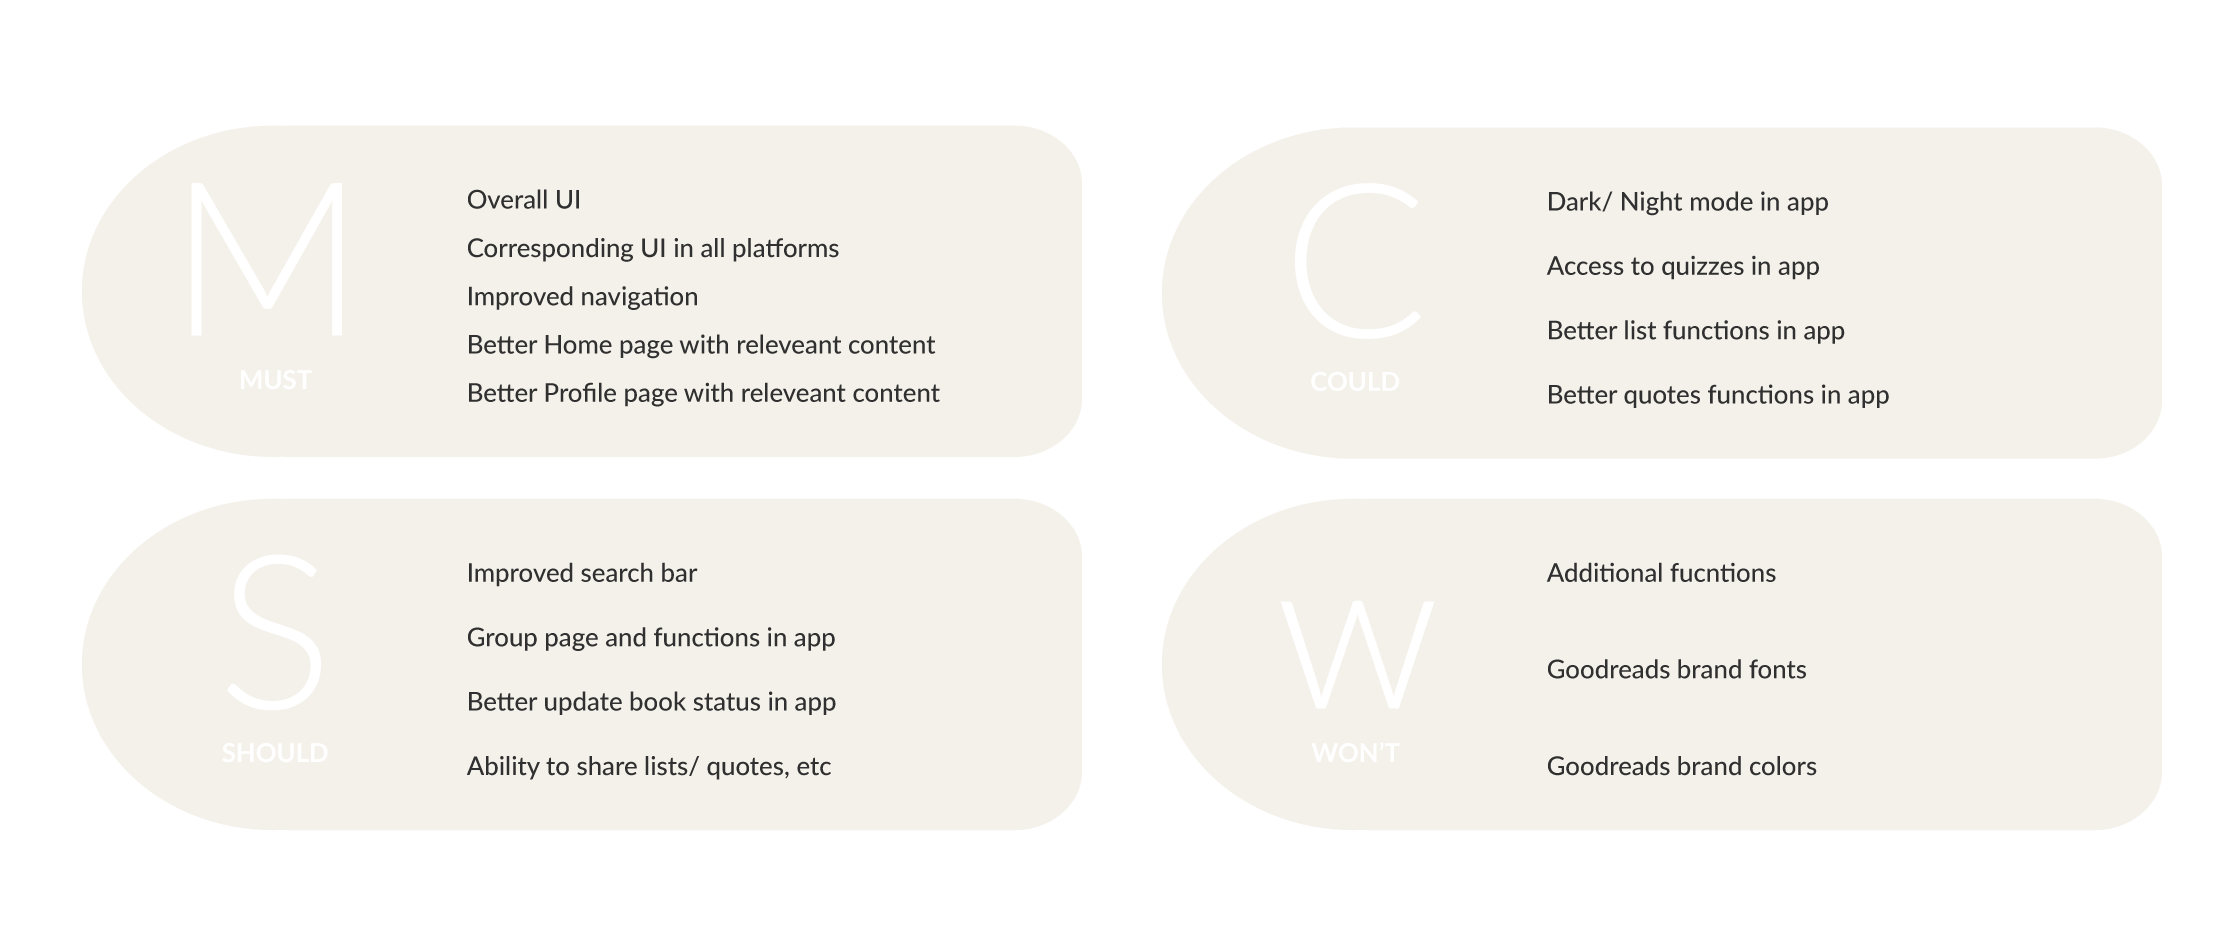 M
MUST
Overall UI
Corresponding UI in all platforms
Improved navigation
Better Home page with releveant content
Better Profile page with releveant content
S
SHOULD
Improved search bar
Group page and functions in app
Better update book status in app
Ability to share lists/ quotes, etc
C
COULD
Dark/ Night mode in app
Access to quizzes in app
Better list functions in app
Better quotes functions in app
W
WON'T
Additional fucntions
Goodreads brand fonts
Goodreads brand colors